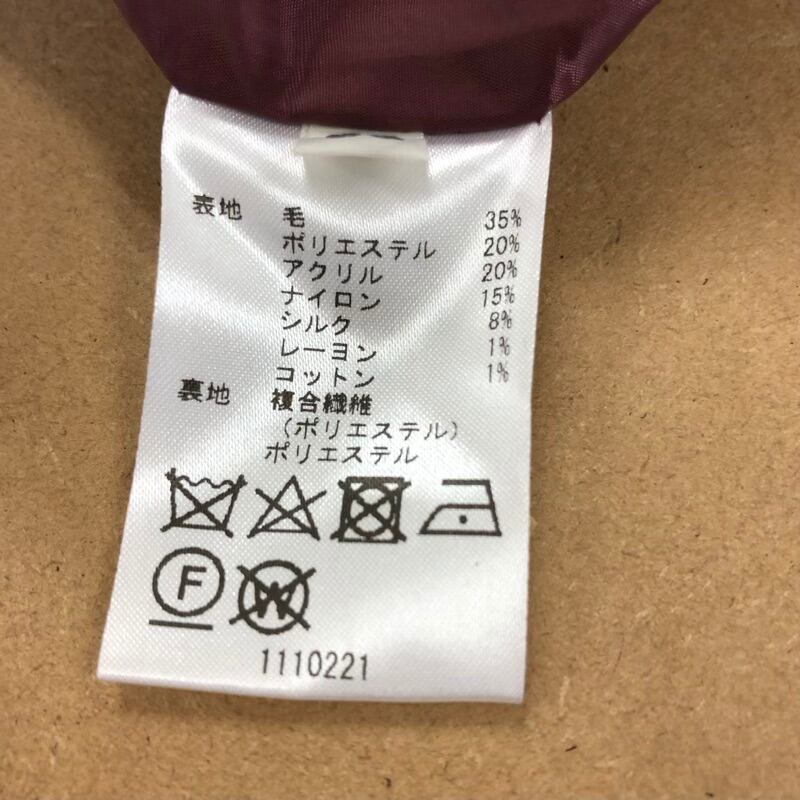 表地 毛 35%
ポリエステル 20%
アクリル 20%
ナイロン 15%
シルク 8%
レーヨン 1%
コットン 1%
裏地 複合繊維
(ポリエステル)
ポリエステル
F W
1110221